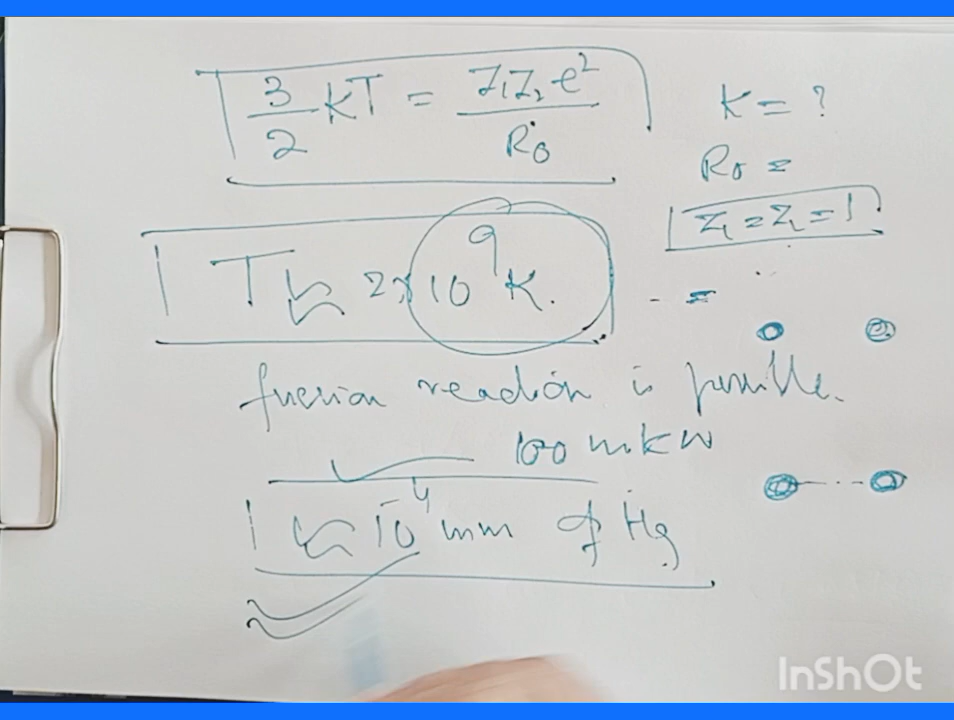 3/2 KT = Z₁Z₂e²/R₀
K = ?
R₀ =
Z₁ = Z₂ = 1
T ≈ 2×10⁹K.
=
fusion reaction is possible.
100 mkW
≈ 10⁻⁴ mm of Hg
InShOt